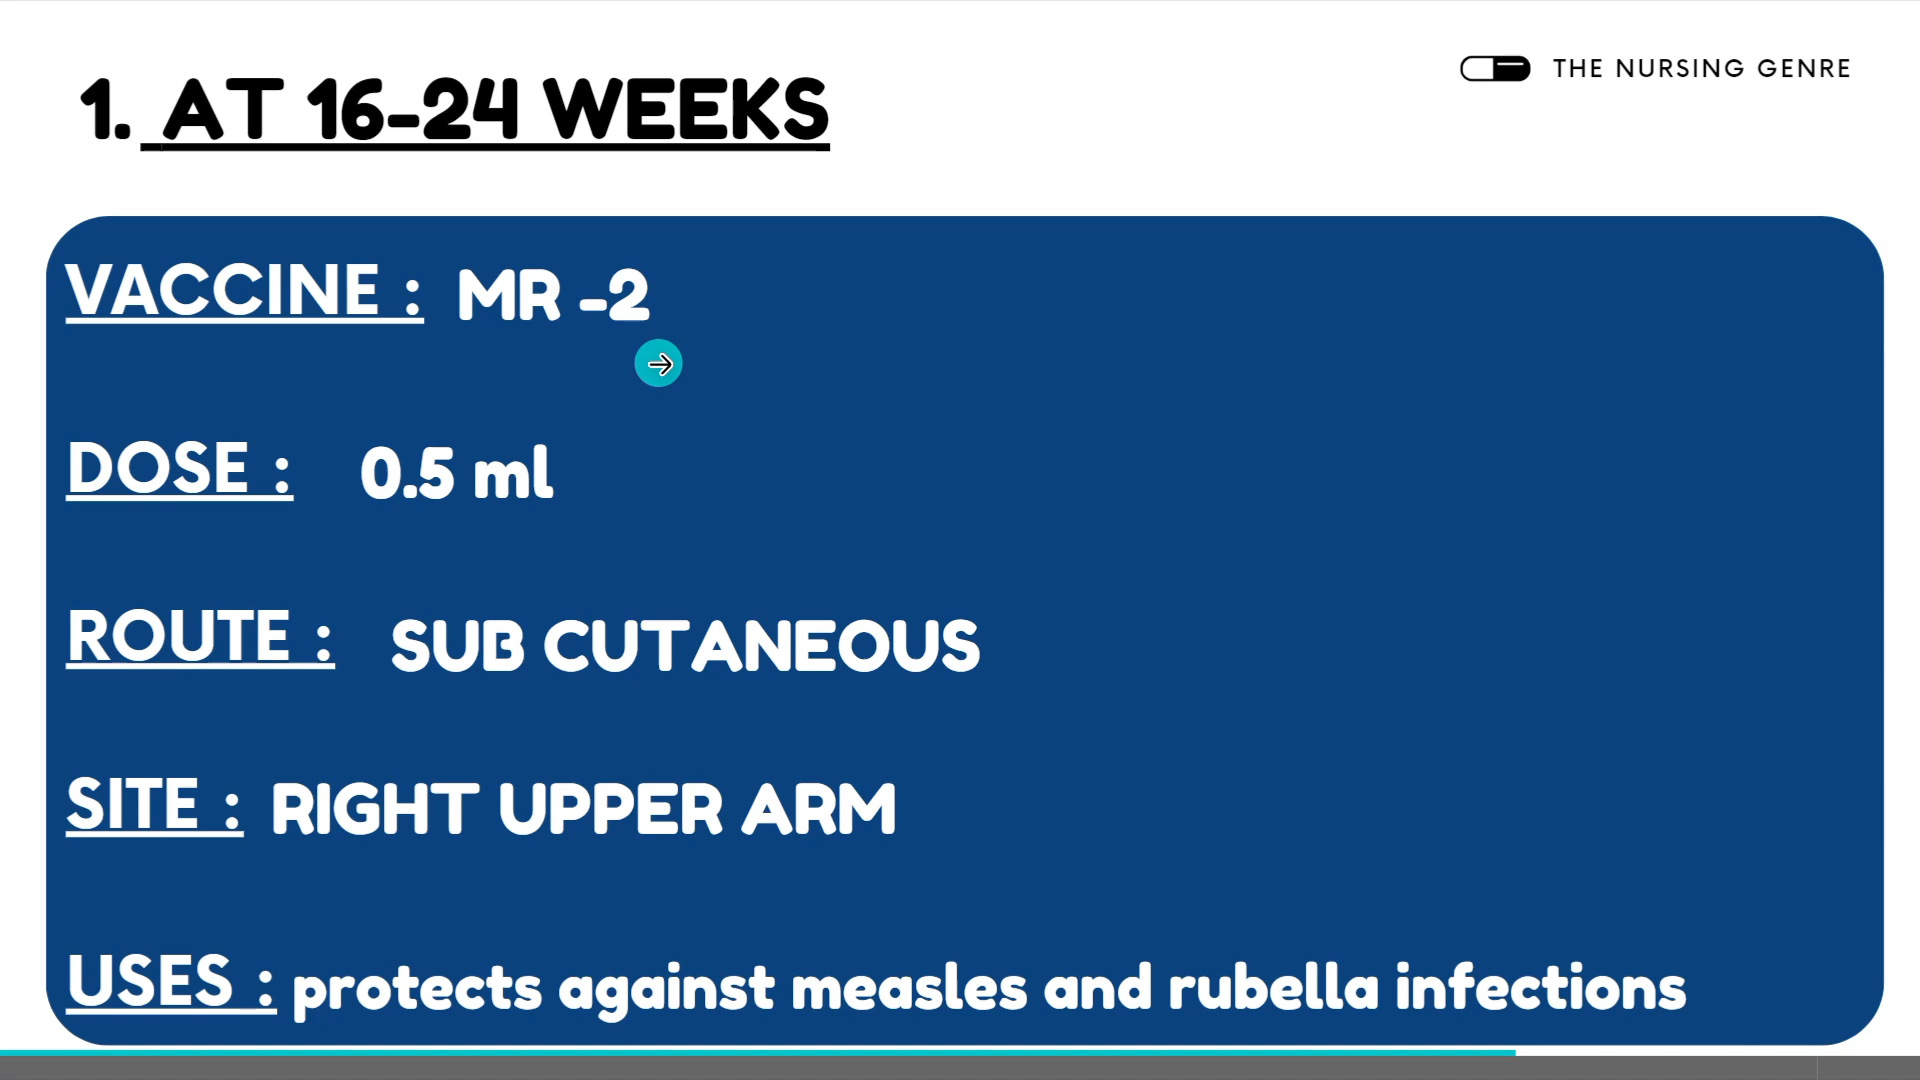 1. AT 16-24 WEEKS
THE NURSING GENRE
VACCINE : MR -2
DOSE : 0.5 ml
ROUTE : SUB CUTANEOUS
SITE : RIGHT UPPER ARM
USES : protects against measles and rubella infections